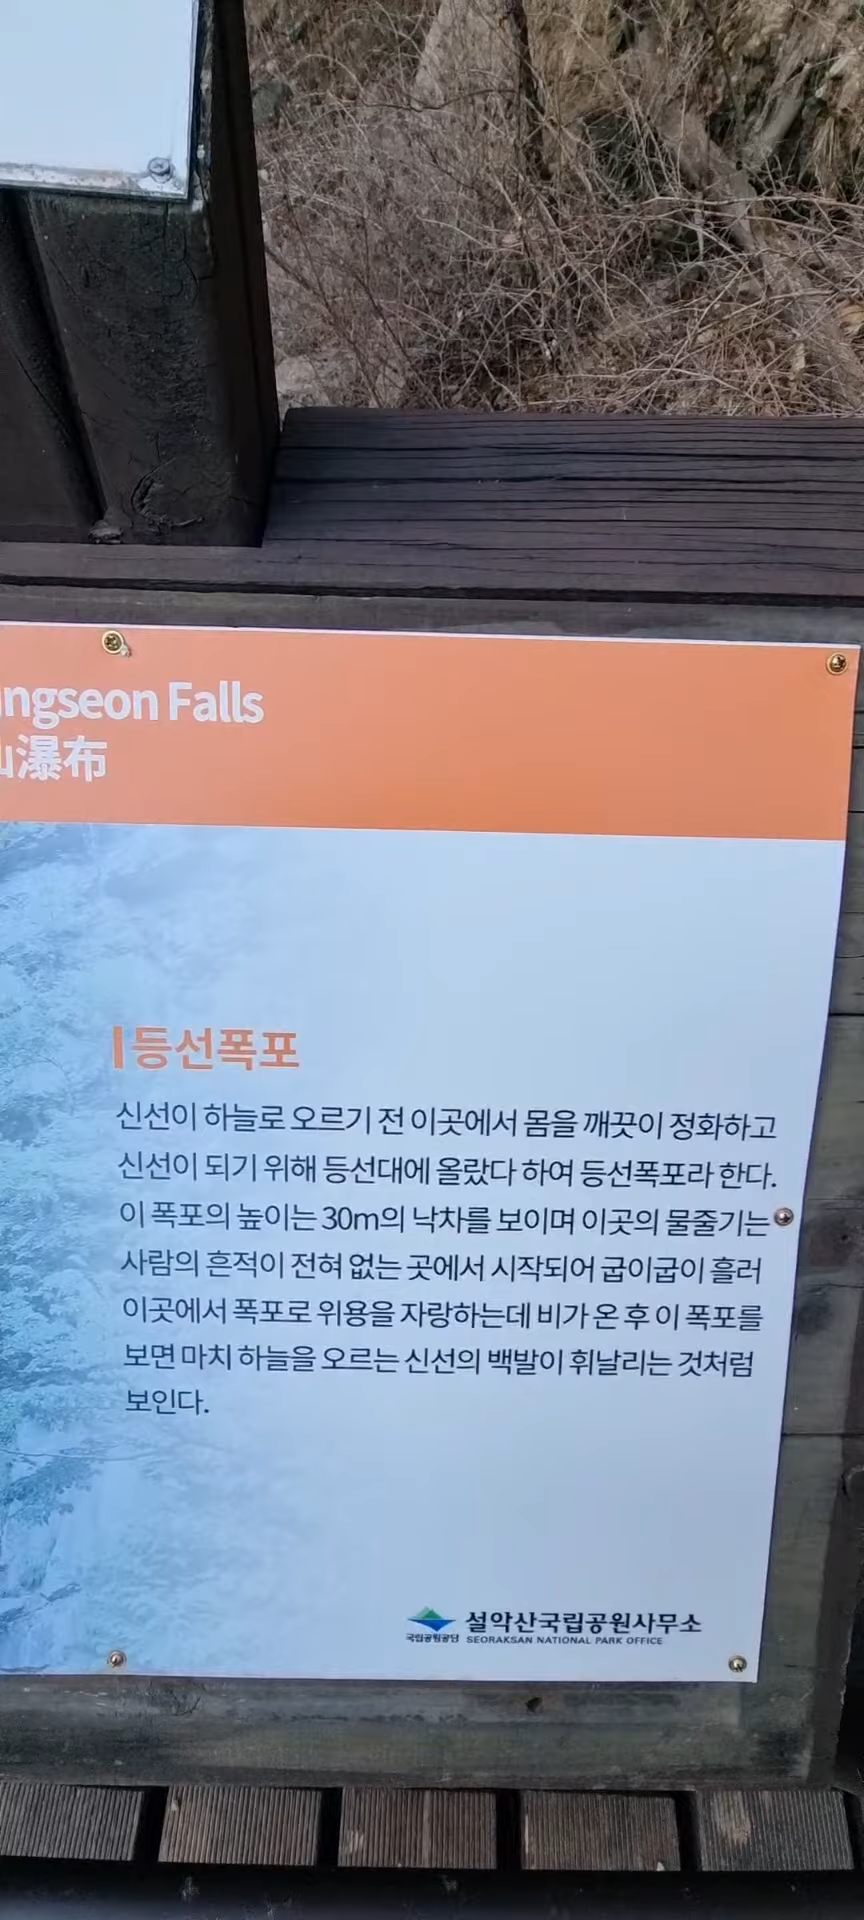 ngseon Falls
瀑布
등선폭포
신선이 하늘로 오르기 전 이곳에서 몸을 깨끗이 정화하고
신선이 되기 위해 등선대에 올랐다 하여 등선폭포라 한다.
이 폭포의 높이는 30m의 낙차를 보이며 이곳의 물줄기는
사람의 흔적이 전혀 없는 곳에서 시작되어 굽이굽이 흘러
이곳에서 폭포로 위용을 자랑하는데 비가 온 후 이 폭포를
보면 마치 하늘을 오르는 신선의 백발이 휘날리는 것처럼
보인다.
국립공원공단
설악산국립공원사무소
SEORAKSAN NATIONAL PARK OFFICE